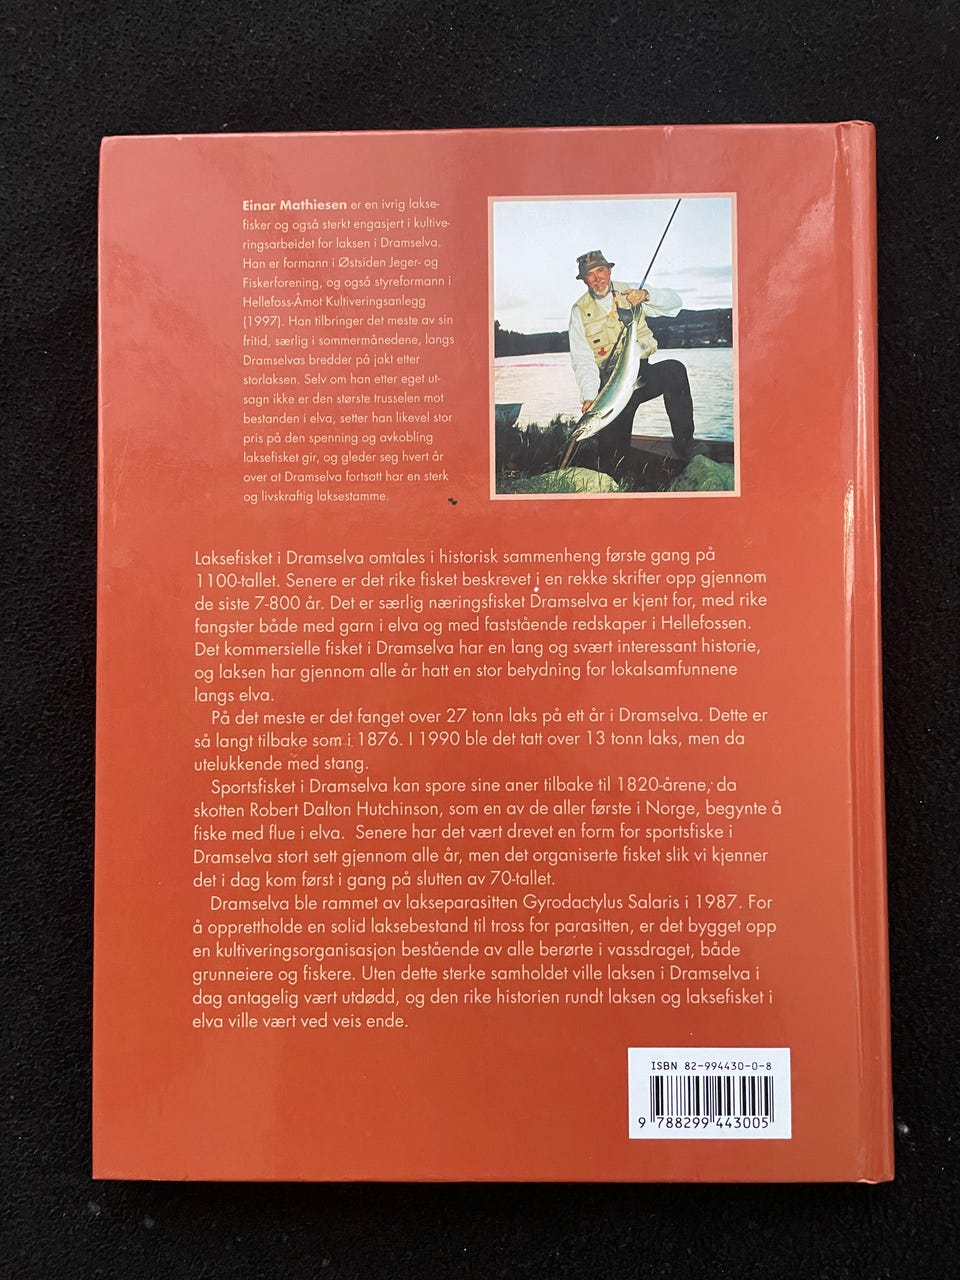 Einar Mathiesen er en ivrig lakse-
fisker og også sterkt engasjert i kultive-
ringsarbeidet for laksen i Dramselva.
Han er formann i Østsiden Jeger- og
Fiskerforening, og også styreformann i
Hellefoss-Åmot Kultiveringsanlegg
(1997). Han tilbringer det meste av sin
fritid, særlig i sommermånedene, langs
Dramselvas bredder på jakt etter
storlaksen. Selv om han etter eget ut-
sagn ikke er den største trusselen mot
bestanden i elva, setter han likevel stor
pris på den spenning og avkobling
laksefisket gir, og gleder seg hvert år
over at Dramselva fortsatt har en sterk
og livskraftig laksestamme.
Laksefisket i Dramselva omtales i historisk sammenheng første gang på
1100-tallet. Senere er det rike fisket beskrevet i en rekke skrifter opp gjennom
de siste 7-800 år. Det er særlig næringsfisket Dramselva er kjent for, med rike
fangster både med garn i elva og med faststående redskaper i Hellefossen.
Det kommersielle fisket i Dramselva har en lang og svært interessant historie,
og laksen har gjennom alle år hatt en stor betydning for lokalsamfunnene
langs elva.
På det meste er det fanget over 27 tonn laks på ett år i Dramselva. Dette er
så langt tilbake som i 1876. I 1990 ble det tatt over 13 tonn laks, men da
utelukkende med stang.
Sportsfisket i Dramselva kan spore sine aner tilbake til 1820-årene, da
skotten Robert Dalton Hutchinson, som en av de aller første i Norge, begynte å
fiske med flue i elva. Senere har det vært drevet en form for sportsfiske i
Dramselva stort sett gjennom alle år, men det organiserte fisket slik vi kjenner
det i dag kom først i gang på slutten av 70-tallet.
Dramselva ble rammet av lakseparasitten Gyrodactylus Salaris i 1987. For
å opprettholde en solid laksebestand til tross for parasitten, er det bygget opp
en kultiveringsorganisasjon bestående av alle berørte i vassdraget, både
grunneiere og fiskere. Uten dette sterke samholdet ville laksen i Dramselva i
dag antagelig vært utdødd, og den rike historien rundt laksen og laksefisket i
elva ville vært ved veis ende.
ISBN 82-994430-0-8
9 788299 443005